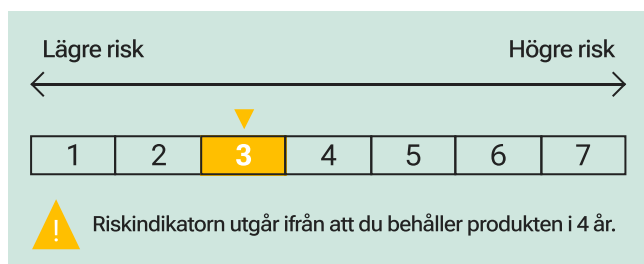 Lägre risk Högre risk
1 2 3 4 5 6 7
! Riskindikatorn utgår ifrån att du behåller produkten i 4 år.